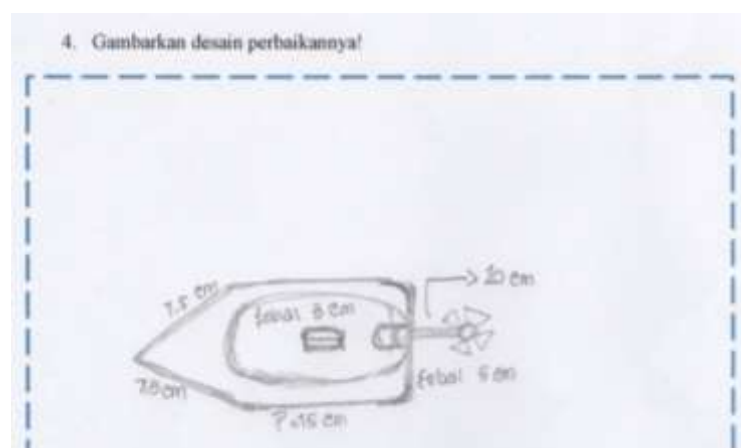 4. Gambarkan desain perbaikannya!
7.5 cm
10 cm
tebal 8 cm
7.5 cm
tebal 5 cm
P=15 cm